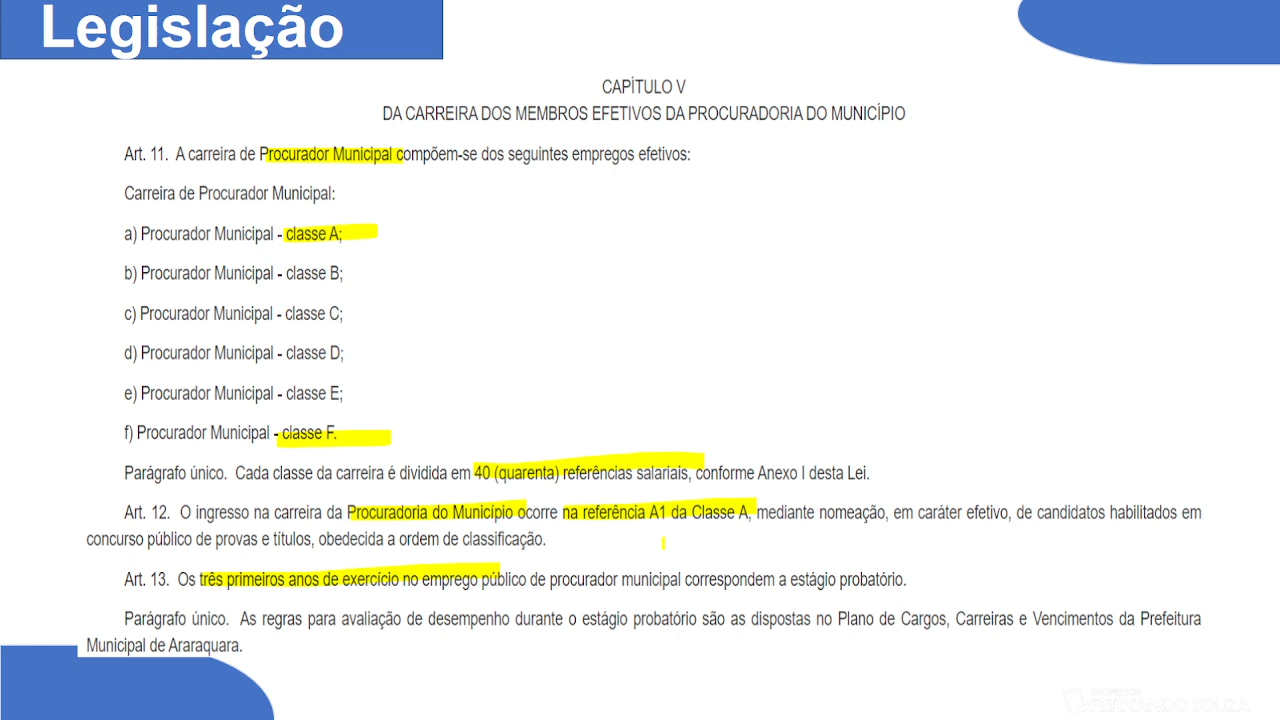 Legislação
CAPÍTULO V
DA CARREIRA DOS MEMBROS EFETIVOS DA PROCURADORIA DO MUNICÍPIO
Art. 11. A carreira de Procurador Municipal compõem-se dos seguintes empregos efetivos:
Carreira de Procurador Municipal:
a) Procurador Municipal - classe A;
b) Procurador Municipal - classe B;
c) Procurador Municipal - classe C;
d) Procurador Municipal - classe D;
e) Procurador Municipal - classe E;
f) Procurador Municipal - classe F.
Parágrafo único. Cada classe da carreira é dividida em 40 (quarenta) referências salariais, conforme Anexo I desta Lei.
Art. 12. O ingresso na carreira da Procuradoria do Município ocorre na referência A1 da Classe A, mediante nomeação, em caráter efetivo, de candidatos habilitados em
concurso público de provas e títulos, obedecida a ordem de classificação.
Art. 13. Os três primeiros anos de exercício no emprego público de procurador municipal correspondem a estágio probatório.
Parágrafo único. As regras para avaliação de desempenho durante o estágio probatório são as dispostas no Plano de Cargos, Carreiras e Vencimentos da Prefeitura
Municipal de Araraquara.
PROFESSOR
FERNANDO SOUZA